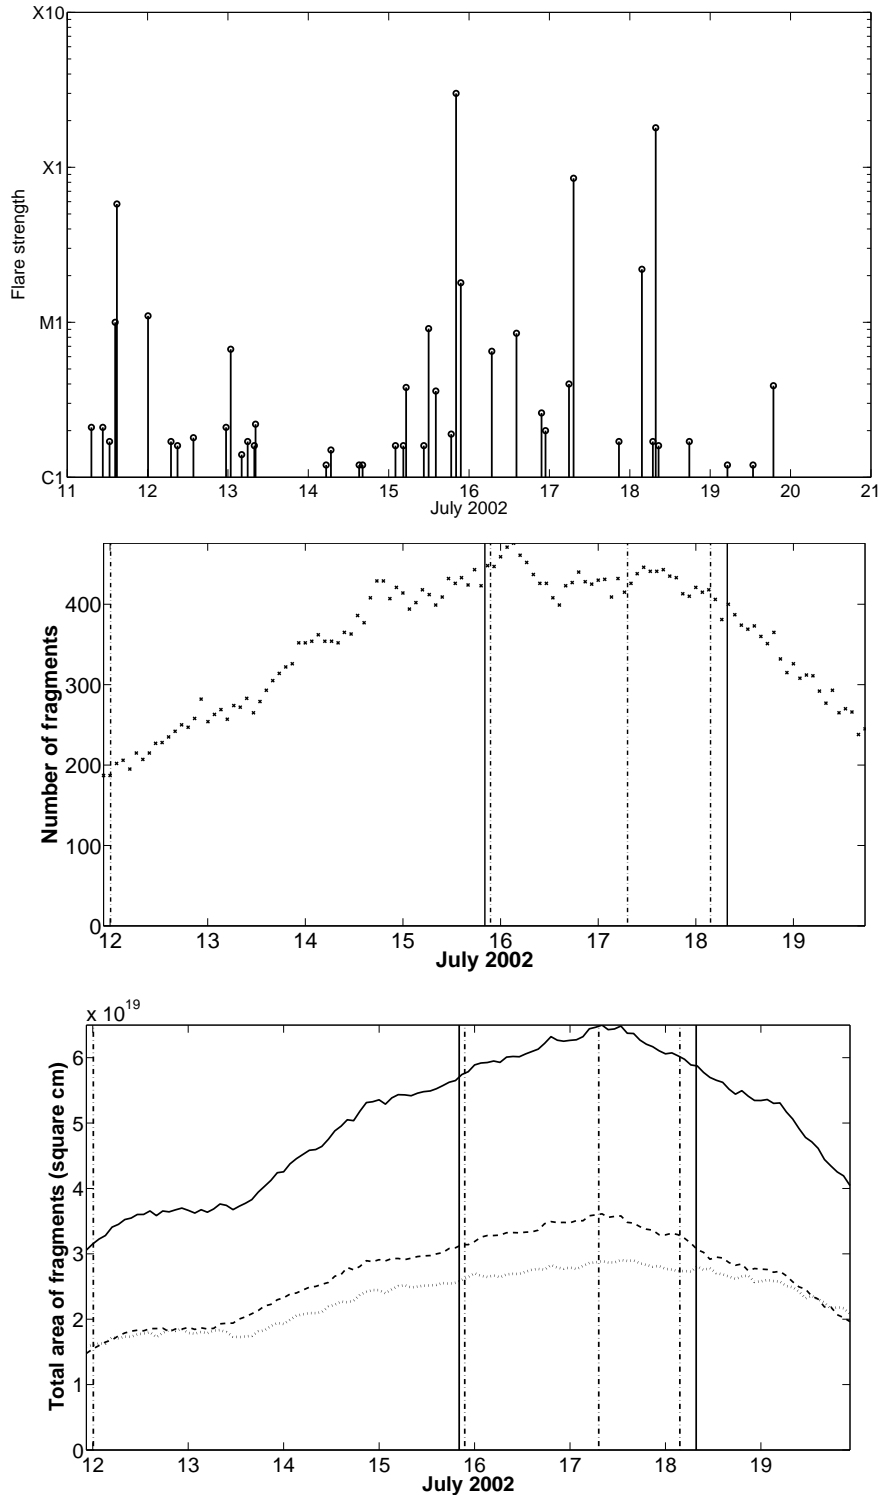 X10
X1
M1
C1
Flare strength
11 12 13 14 15 16 17 18 19 20 21
July 2002
400
300
200
100
0
Number of fragments
12 13 14 15 16 17 18 19
July 2002
x 10^19
6
5
4
3
2
1
0
Total area of fragments (square cm)
12 13 14 15 16 17 18 19
July 2002